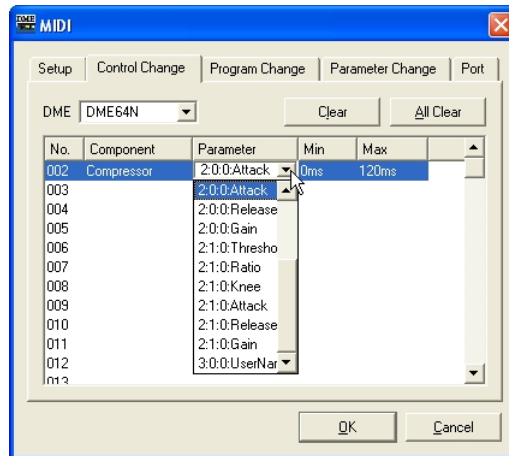 DME MIDI
Setup Control Change Program Change Parameter Change Port
DME DME64N Clear All Clear
No. Component Parameter Min Max
002 Compressor 2:0:0:Attack 0ms 120ms
003 2:0:0:Attack
004 2:0:0:Release
005 2:0:0:Gain
006 2:1:0:Thresho
007 2:1:0:Ratio
008 2:1:0:Knee
009 2:1:0:Attack
010 2:1:0:Release
011 2:1:0:Gain
012 3:0:0:UserNar
013
OK Cancel